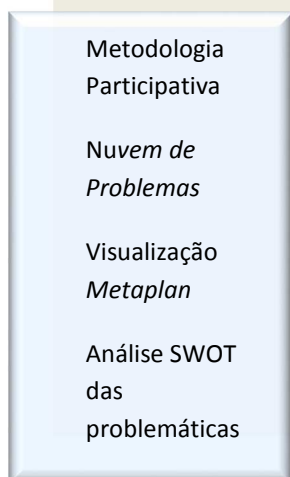 Metodologia
Participativa
Nuvem de
Problemas
Visualização
Metaplan
Análise SWOT
das
problemáticas